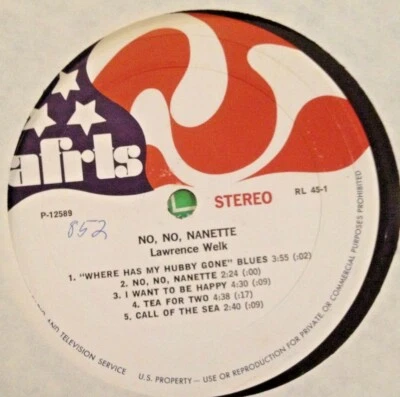 afrts
P-12589
STEREO
RL 45-1
852
NO, NO, NANETTE
Lawrence Welk
1. "WHERE HAS MY HUBBY GONE" BLUES 3:55 (:02)
2. NO, NO, NANETTE 2:24 (:00)
3. I WANT TO BE HAPPY 4:30 (:09)
4. TEA FOR TWO 4:38 (:17)
5. CALL OF THE SEA 2:40 (:09)
AND TELEVISION SERVICE
U.S. PROPERTY — USE OR REPRODUCTION FOR PRIVATE OR COMMERCIAL PURPOSES PROHIBITED